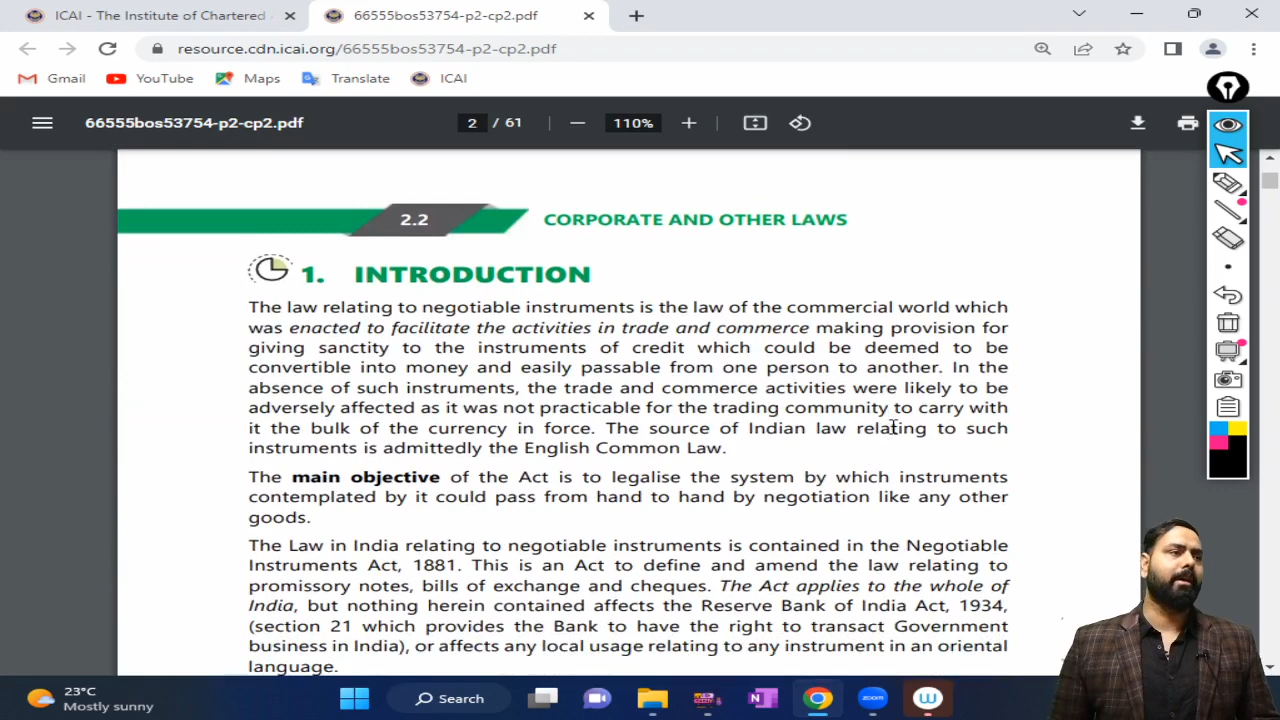 ICAI - The Institute of Chartered
66555bos53754-p2-cp2.pdf
resource.cdn.icai.org/66555bos53754-p2-cp2.pdf
Gmail YouTube Maps Translate ICAI
66555bos53754-p2-cp2.pdf 2 / 61 110%
2.2 CORPORATE AND OTHER LAWS
1. INTRODUCTION
The law relating to negotiable instruments is the law of the commercial world which
was enacted to facilitate the activities in trade and commerce making provision for
giving sanctity to the instruments of credit which could be deemed to be
convertible into money and easily passable from one person to another. In the
absence of such instruments, the trade and commerce activities were likely to be
adversely affected as it was not practicable for the trading community to carry with
it the bulk of the currency in force. The source of Indian law relating to such
instruments is admittedly the English Common Law.
The main objective of the Act is to legalise the system by which instruments
contemplated by it could pass from hand to hand by negotiation like any other
goods.
The Law in India relating to negotiable instruments is contained in the Negotiable
Instruments Act, 1881. This is an Act to define and amend the law relating to
promissory notes, bills of exchange and cheques. The Act applies to the whole of
India, but nothing herein contained affects the Reserve Bank of India Act, 1934,
(section 21 which provides the Bank to have the right to transact Government
business in India), or affects any local usage relating to any instrument in an oriental
language.
23°C
Mostly sunny
Search
zoom